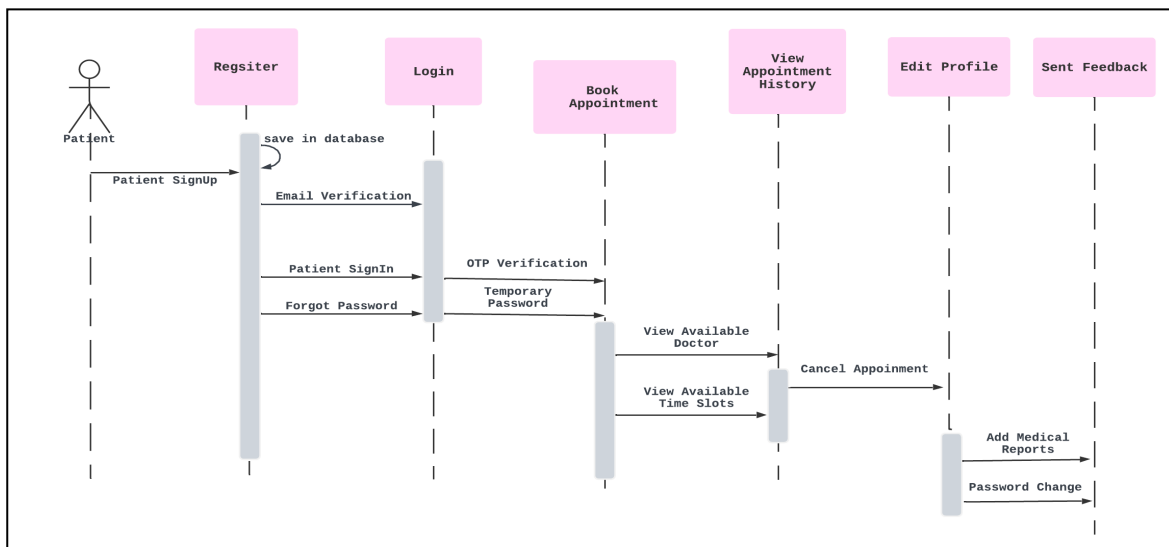 Regsiter
Login
Book
Appointment
View
Appointment
History
Edit Profile
Sent Feedback
Patient
save in database
Patient SignUp
Email Verification
Patient SignIn
OTP Verification
Forgot Password
Temporary
Password
View Available
Doctor
Cancel Appoinment
View Available
Time Slots
Add Medical
Reports
Password Change